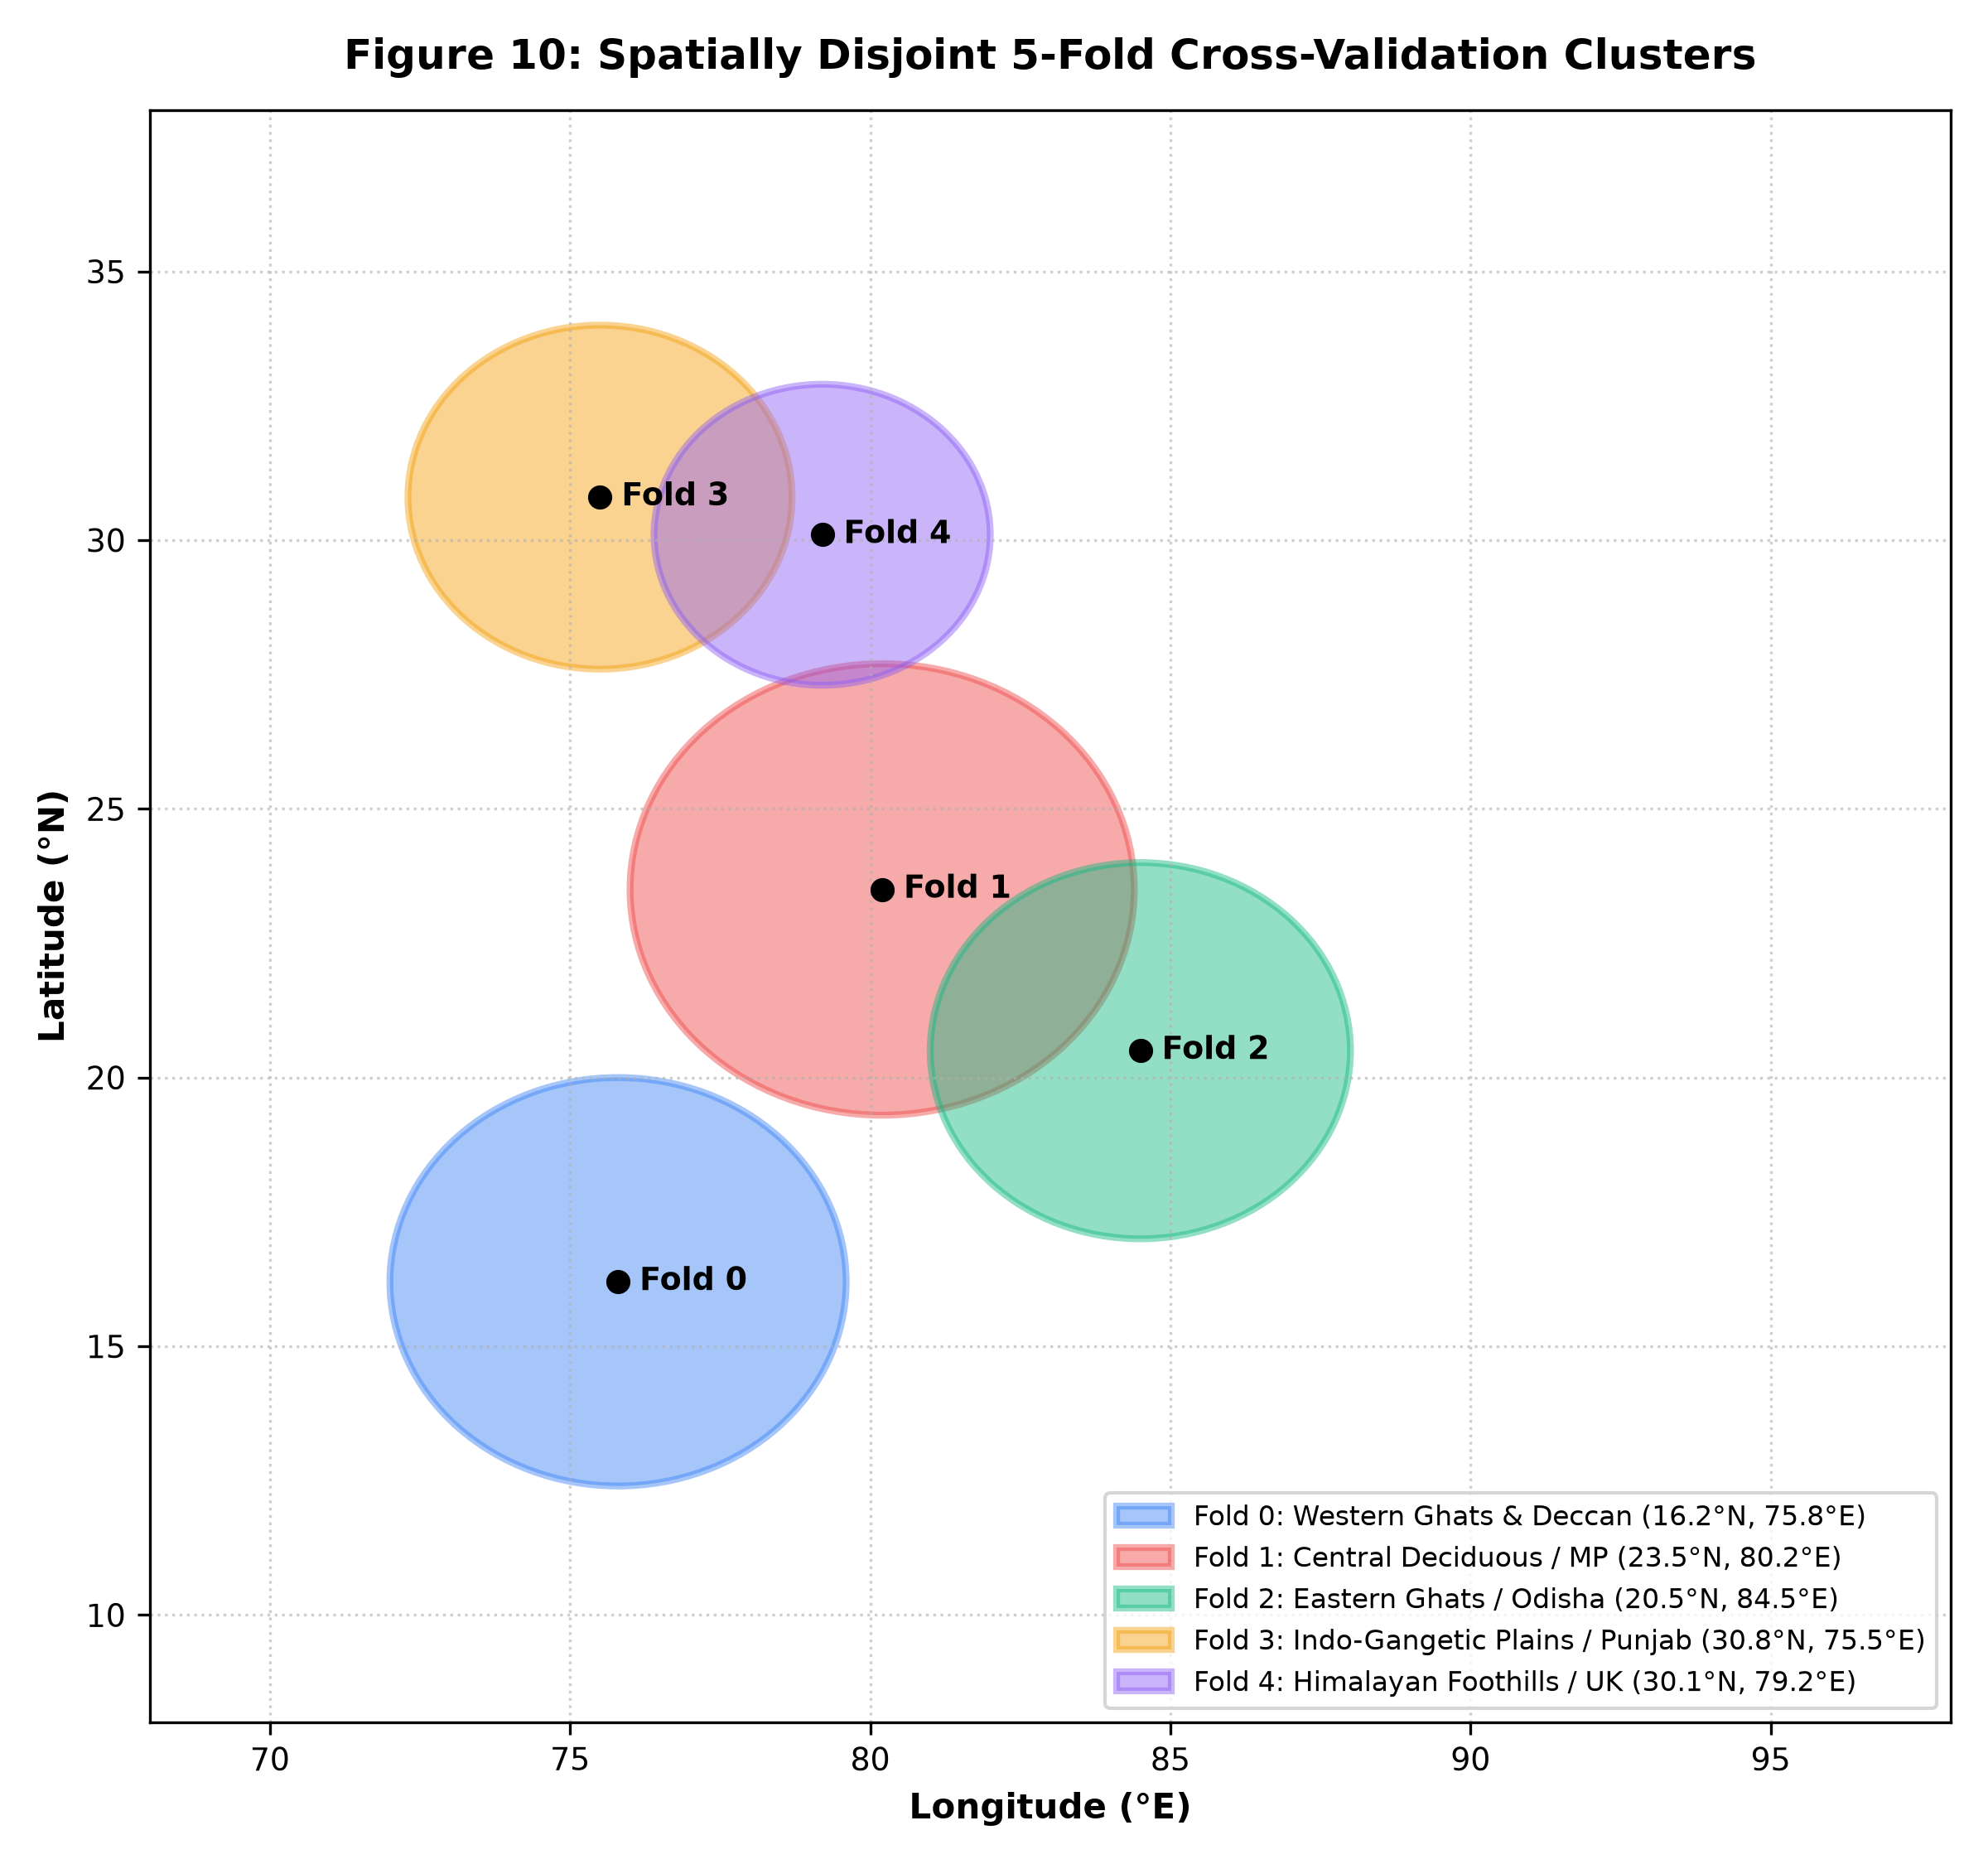 Figure 10: Spatially Disjoint 5-Fold Cross-Validation Clusters
Latitude (°N)
35
30
25
20
15
10
Fold 3
Fold 4
Fold 1
Fold 2
Fold 0
Fold 0: Western Ghats & Deccan (16.2°N, 75.8°E)
Fold 1: Central Deciduous / MP (23.5°N, 80.2°E)
Fold 2: Eastern Ghats / Odisha (20.5°N, 84.5°E)
Fold 3: Indo-Gangetic Plains / Punjab (30.8°N, 75.5°E)
Fold 4: Himalayan Foothills / UK (30.1°N, 79.2°E)
70 75 80 85 90 95
Longitude (°E)